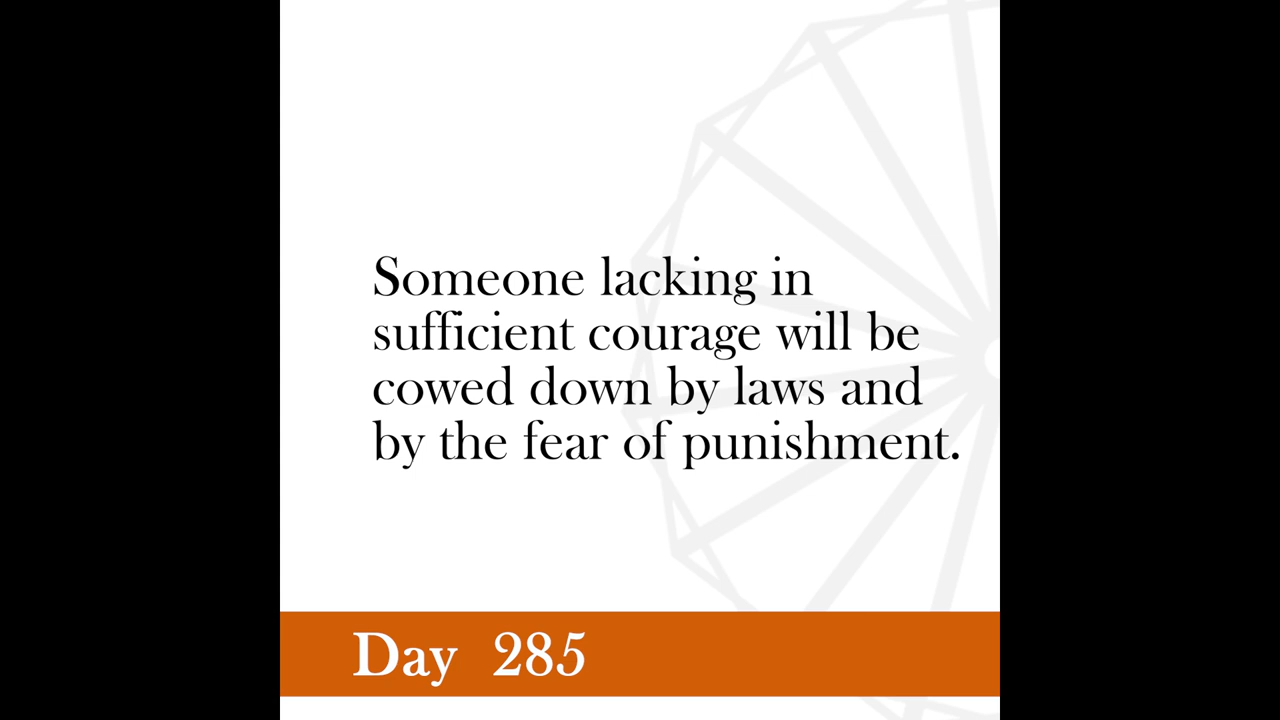 Someone lacking in
sufficient courage will be
cowed down by laws and
by the fear of punishment.
Day 285